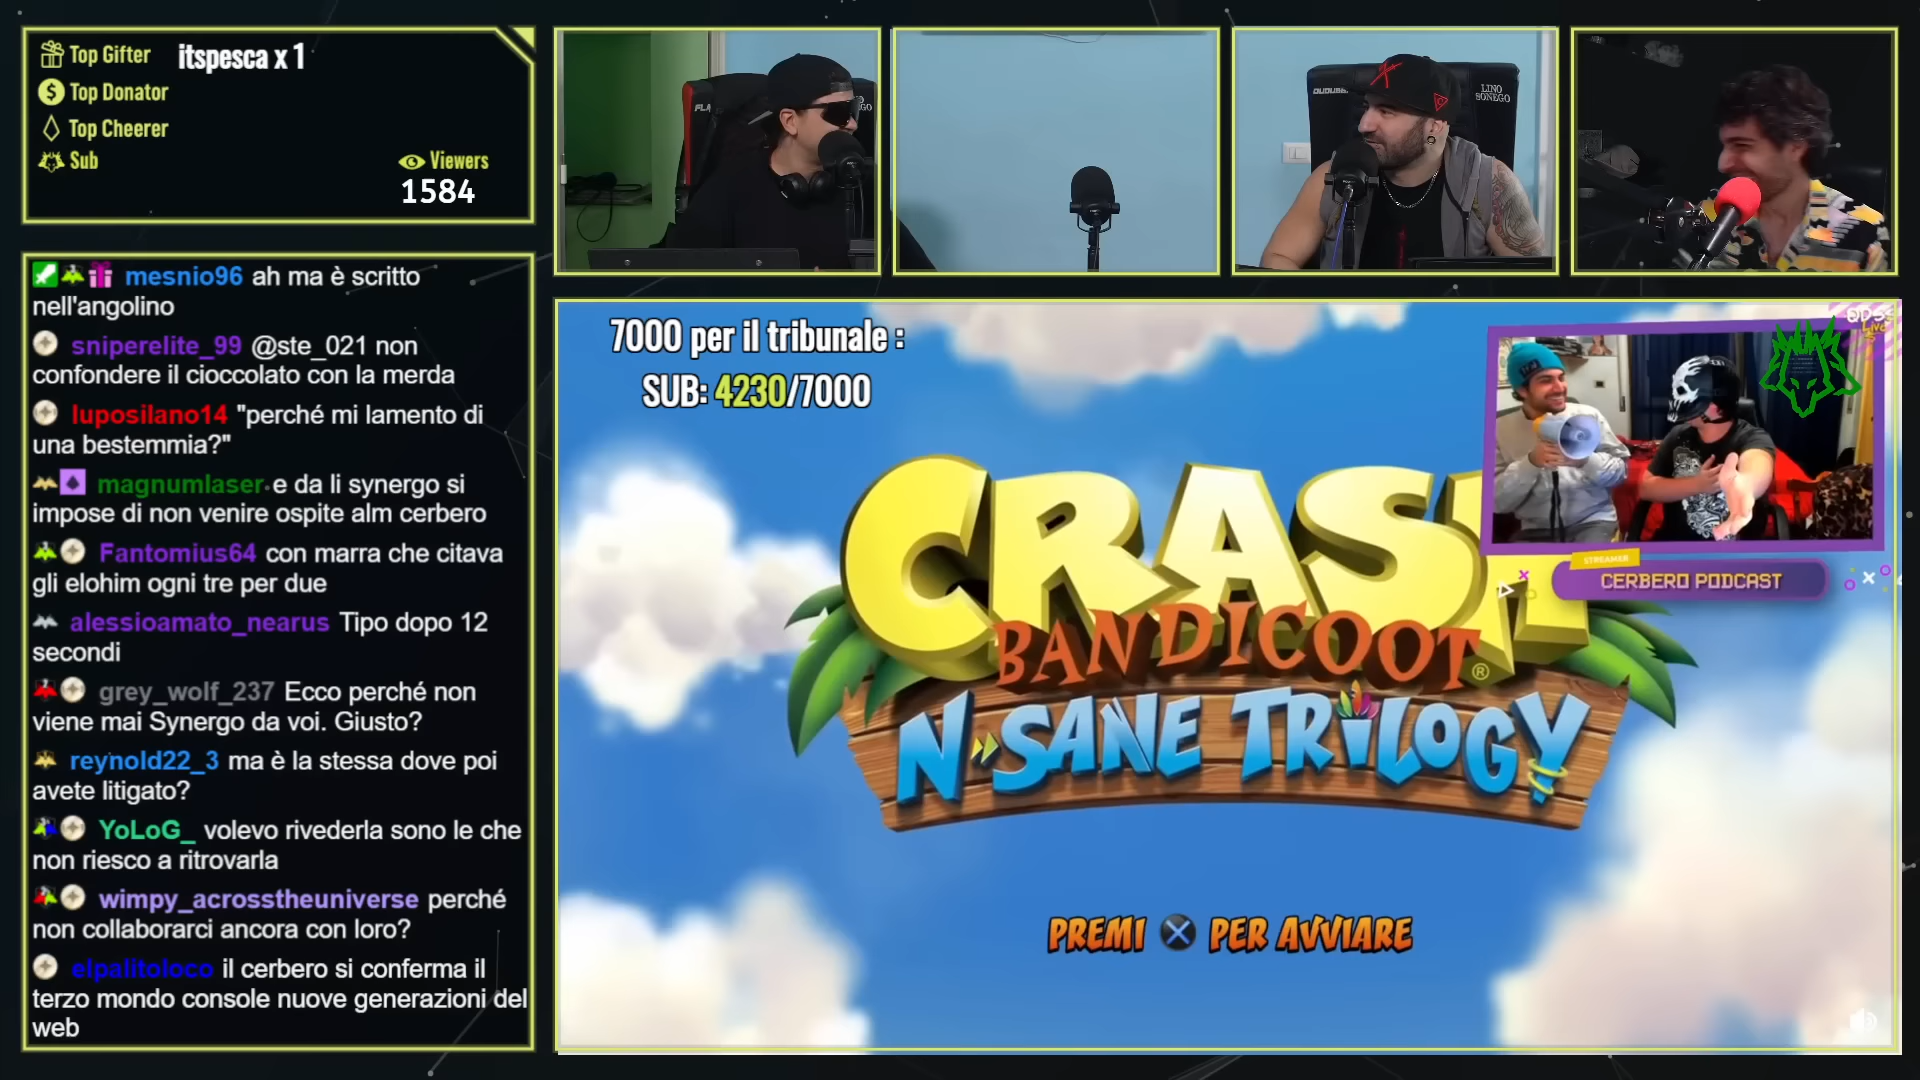 Top Gifter itspesca x 1
Top Donator
Top Cheerer
Sub
Viewers
1584
mesnio96 ah ma è scritto
nell'angolino
sniperelite_99 @ste_021 non
confondere il cioccolato con la merda
luposilano14 "perché mi lamento di
una bestemmia?"
magnumlaser e da li synergo si
impose di non venire ospite alm cerbero
Fantomius64 con marra che citava
gli elohim ogni tre per due
alessioamato_nearus Tipo dopo 12
secondi
grey_wolf_237 Ecco perché non
viene mai Synergo da voi. Giusto?
reynold22_3 ma è la stessa dove poi
avete litigato?
YoLoG_ volevo rivederla sono le che
non riesco a ritrovarla
wimpy_acrosstheuniverse perché
non collaborarci ancora con loro?
elpalitoloco il cerbero si conferma il
terzo mondo console nuove generazioni del
web
LINO
SONEGO
7000 per il tribunale :
SUB: 4230/7000
QDSS
Live
STREAMER
CERBERO PODCAST
CRASH
BANDICOOT®
N·SANE TRILOGY
PREMI X PER AVVIARE